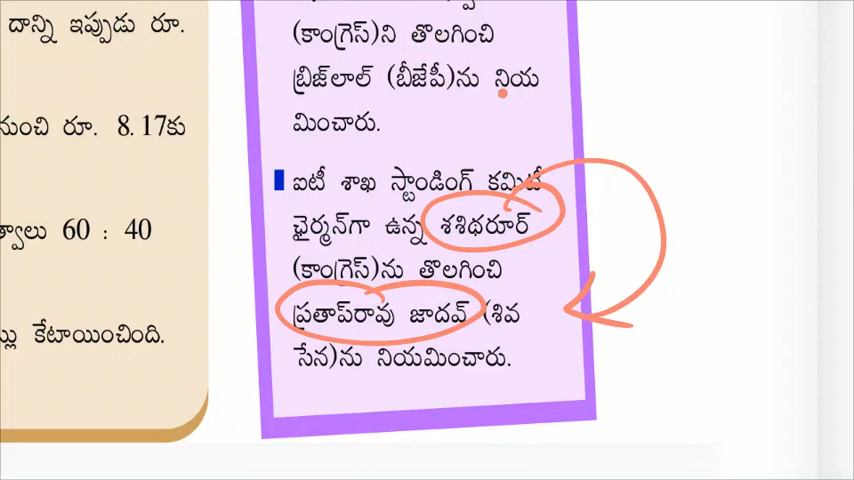 దాన్ని ఇప్పుడు రూ.
నుంచి రూ. 8.17కు
త్వాలు 60 : 40
కేటాయించింది.
(కాంగ్రెస్)ని తొలగించి
బ్రిజ్‌లాల్ (బీజేపీ)ను నియ
మించారు.
ఐటీ శాఖ స్టాండింగ్ కమిటీ
ఛైర్మన్‌గా ఉన్న శశిథరూర్
(కాంగ్రెస్)ను తొలగించి
ప్రతాప్‌రావు జాదవ్ (శివ
సేన)ను నియమించారు.